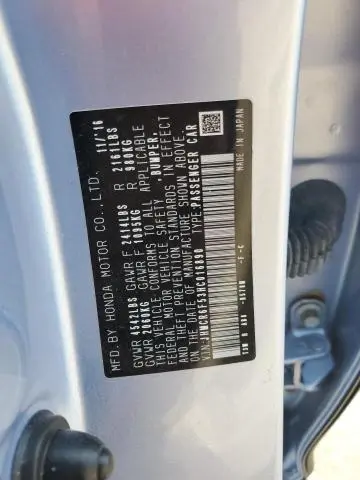 MFD. BY HONDA MOTOR CO., LTD. 11/'16
GVWR 4542LBS GAWR F 2414LBS R 2161LBS
GVWR 2060KG GAWR F 1095KG R 980KG
THIS VEHICLE CONFORMS TO ALL APPLICABLE
FEDERAL MOTOR VEHICLE SAFETY, BUMPER,
AND THEFT PREVENTION STANDARDS IN EFFECT
ON THE DATE OF MANUFACTURE SHOWN ABOVE.
V.I.N.: TYPE:PASSENGER CAR
MADE IN JAPAN
-F -C